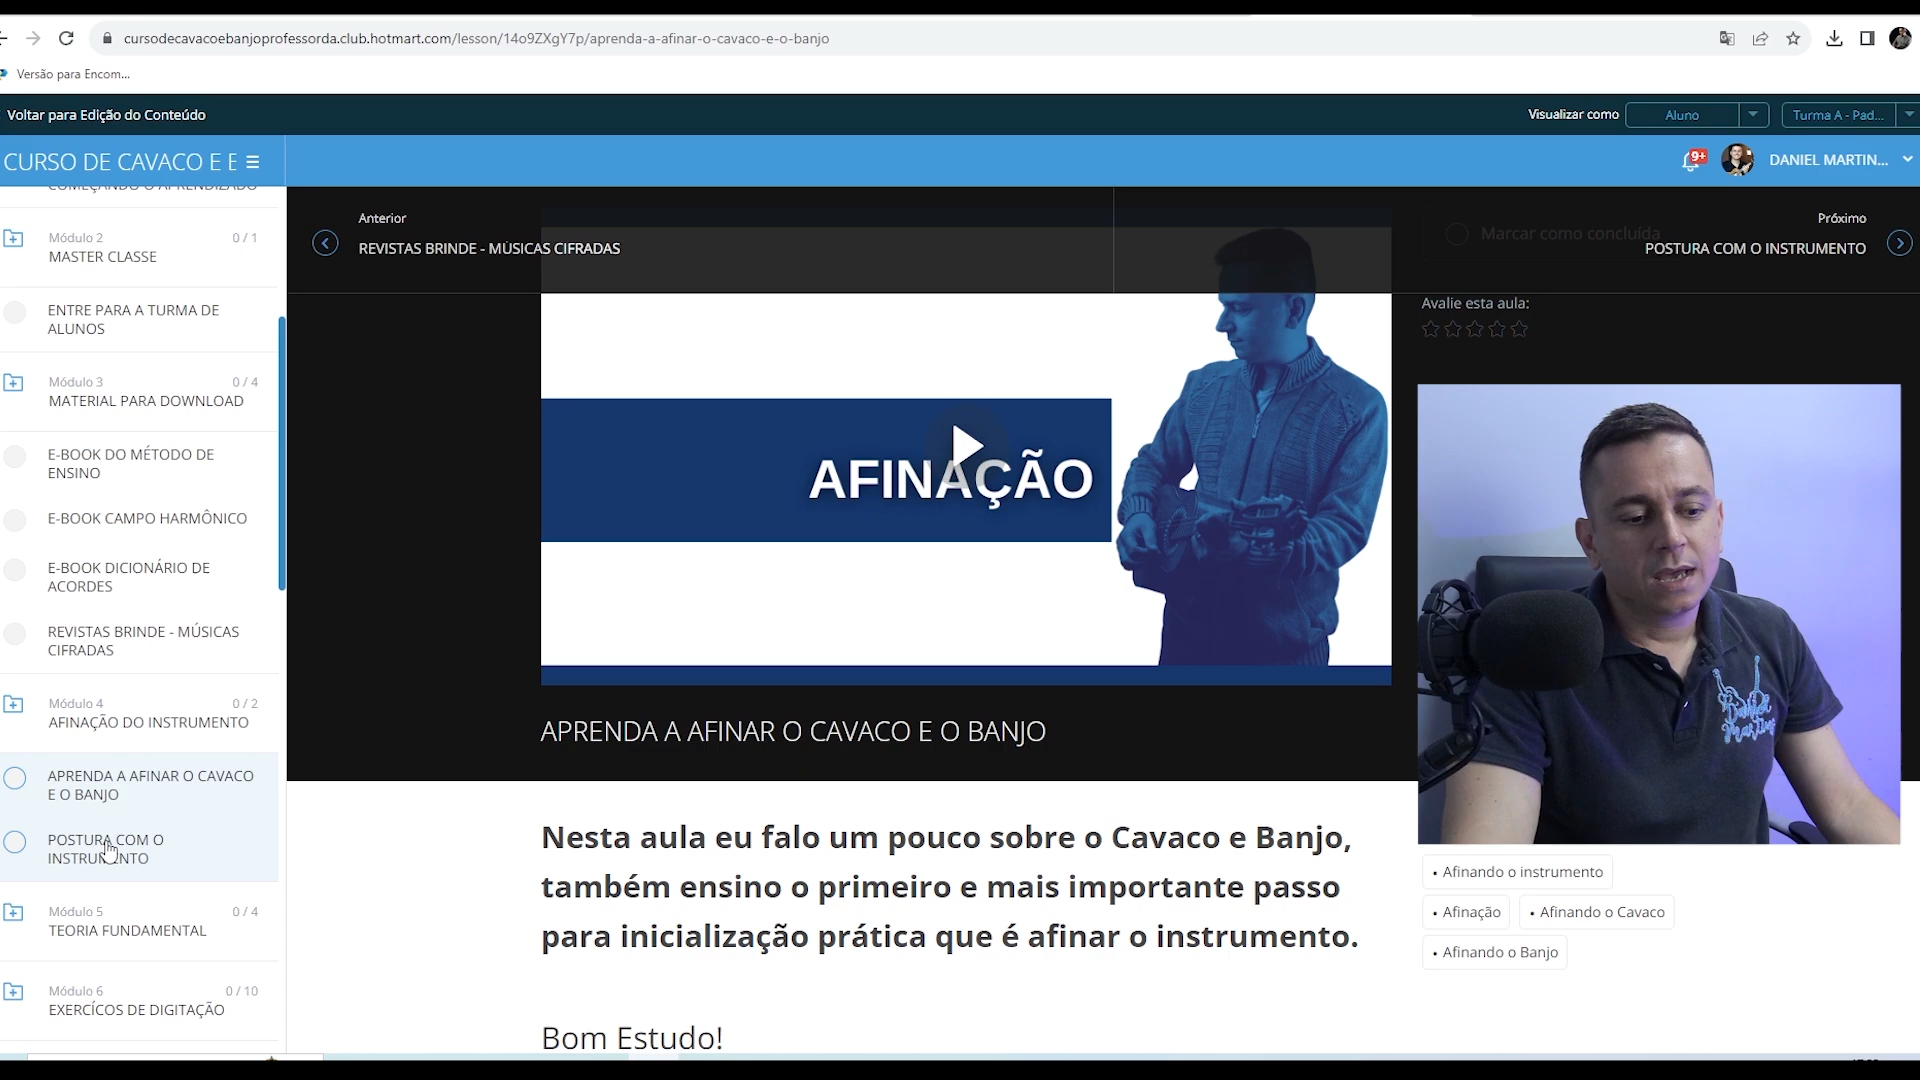 cursodecavacoebanjoprofessorda.club.hotmart.com/lesson/14o9ZXgY7p/aprenda-a-afinar-o-cavaco-e-o-banjo
Versão para Encom...
Voltar para Edição do Conteúdo
Visualizar como
Aluno
Turma A - Pad...
CURSO DE CAVACO E E
9+
DANIEL MARTIN...
COMEÇANDO O APRENDIZADO
Módulo 2
0 / 1
MASTER CLASSE
ENTRE PARA A TURMA DE
ALUNOS
Módulo 3
0 / 4
MATERIAL PARA DOWNLOAD
E-BOOK DO MÉTODO DE
ENSINO
E-BOOK CAMPO HARMÔNICO
E-BOOK DICIONÁRIO DE
ACORDES
REVISTAS BRINDE - MÚSICAS
CIFRADAS
Módulo 4
0 / 2
AFINAÇÃO DO INSTRUMENTO
APRENDA A AFINAR O CAVACO
E O BANJO
POSTURA COM O
INSTRUMENTO
Módulo 5
0 / 4
TEORIA FUNDAMENTAL
Módulo 6
0 / 10
EXERCÍCOS DE DIGITAÇÃO
Anterior
REVISTAS BRINDE - MÚSICAS CIFRADAS
Próximo
POSTURA COM O INSTRUMENTO
Marcar como concluída
Avalie esta aula:
AFINAÇÃO
APRENDA A AFINAR O CAVACO E O BANJO
Nesta aula eu falo um pouco sobre o Cavaco e Banjo,
também ensino o primeiro e mais importante passo
para inicialização prática que é afinar o instrumento.
Bom Estudo!
Daniel
Martins
• Afinando o instrumento
• Afinação
• Afinando o Cavaco
• Afinando o Banjo